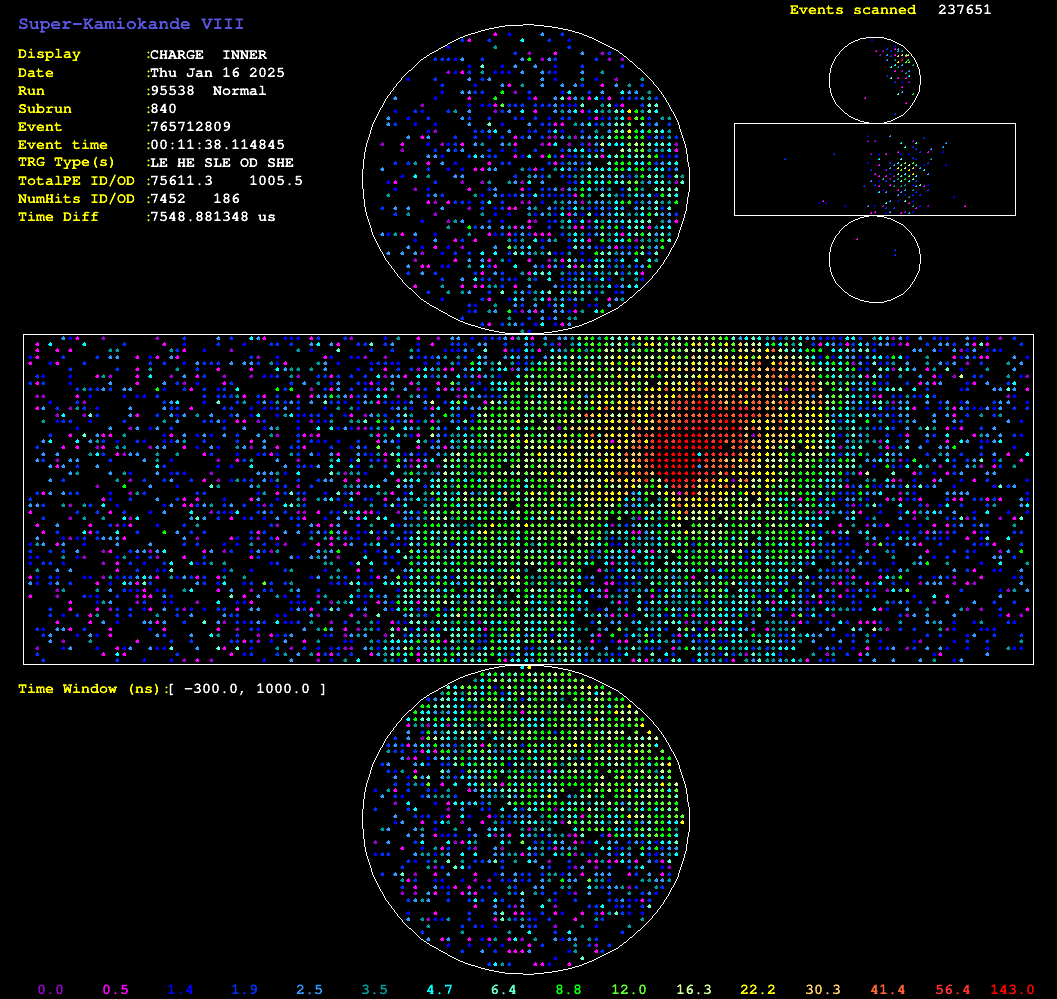 Super-Kamiokande VIII
Events scanned 237651
Display :CHARGE INNER
Date :Thu Jan 16 2025
Run :95538 Normal
Subrun :840
Event :765712809
Event time :00:11:38.114845
TRG Type(s) :LE HE SLE OD SHE
TotalPE ID/OD :75611.3 1005.5
NumHits ID/OD :7452 186
Time Diff :7548.881348 us
Time Window (ns):[ -300.0, 1000.0 ]
0.0 0.5 1.4 1.9 2.5 3.5 4.7 6.4 8.8 12.0 16.3 22.2 30.3 41.4 56.4 143.0